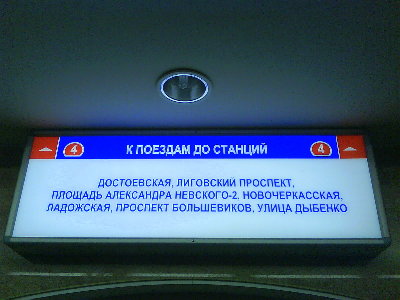 4 К ПОЕЗДАМ ДО СТАНЦИЙ 4
ДОСТОЕВСКАЯ, ЛИГОВСКИЙ ПРОСПЕКТ,
ПЛОЩАДЬ АЛЕКСАНДРА НЕВСКОГО-2, НОВОЧЕРКАССКАЯ,
ЛАДОЖСКАЯ, ПРОСПЕКТ БОЛЬШЕВИКОВ, УЛИЦА ДЫБЕНКО